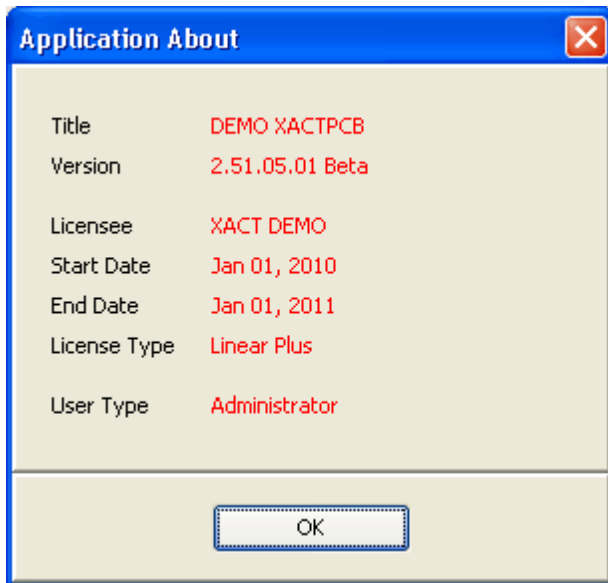 Application About
Title DEMO XACTPCB
Version 2.51.05.01 Beta
Licensee XACT DEMO
Start Date Jan 01, 2010
End Date Jan 01, 2011
License Type Linear Plus
User Type Administrator
OK